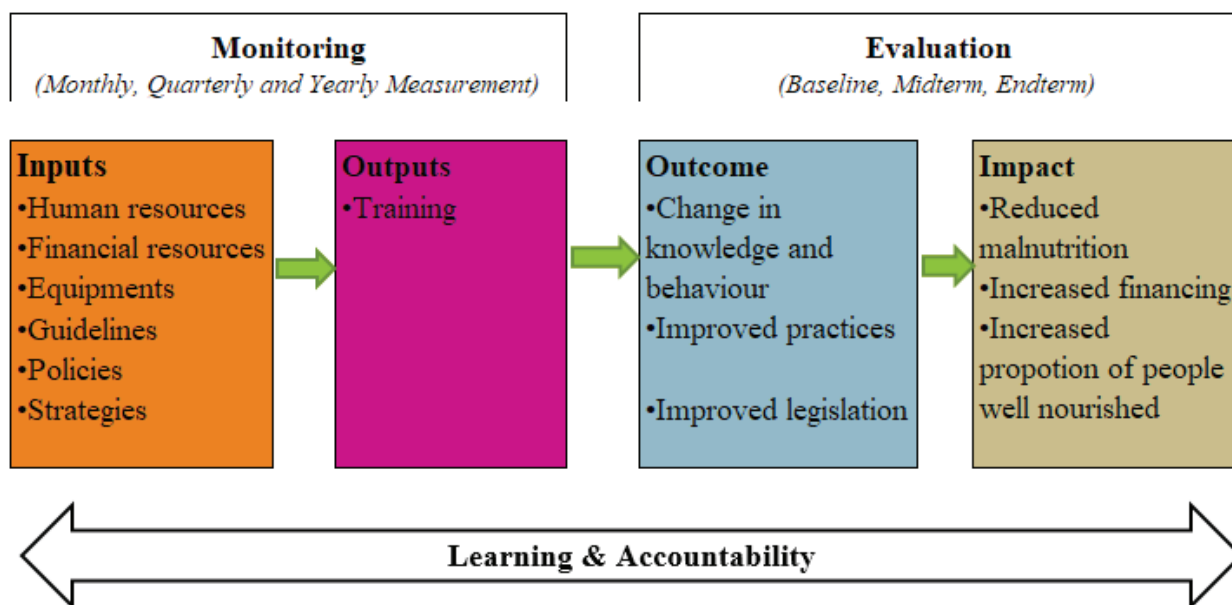 Monitoring
(Monthly, Quarterly and Yearly Measurement)
Evaluation
(Baseline, Midterm, Endterm)
Inputs
•Human resources
•Financial resources
•Equipments
•Guidelines
•Policies
•Strategies
Outputs
•Training
Outcome
•Change in
knowledge and
behaviour
•Improved practices
•Improved legislation
Impact
•Reduced
malnutrition
•Increased financing
•Increased
propotion of people
well nourished
Learning & Accountability